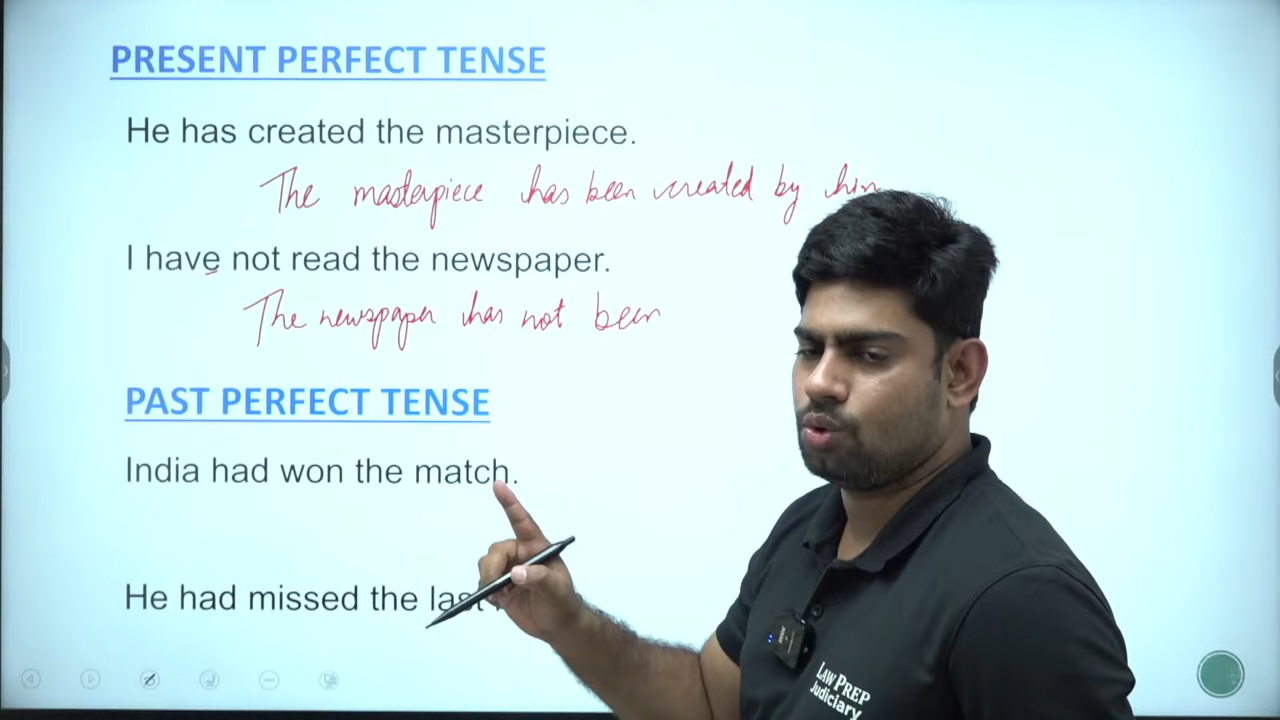 PRESENT PERFECT TENSE
He has created the masterpiece.
The masterpiece has been created by him
I have not read the newspaper.
The newspaper has not been
PAST PERFECT TENSE
India had won the match.
He had missed the last
LAW PREP
Judiciary